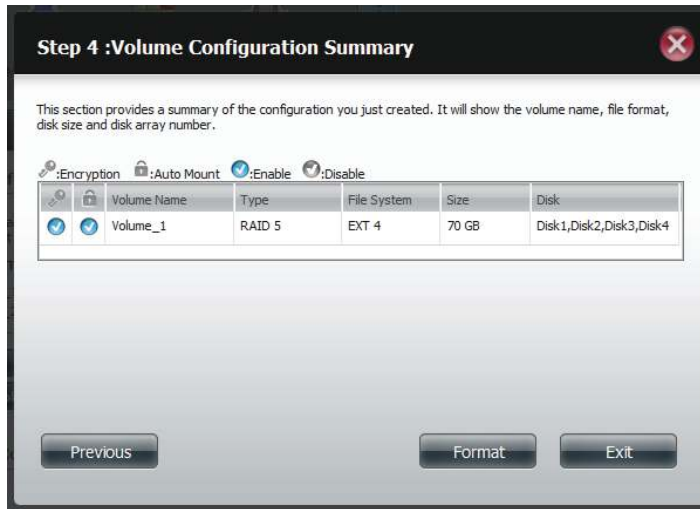 Step 4 :Volume Configuration Summary
This section provides a summary of the configuration you just created. It will show the volume name, file format,
disk size and disk array number.
:Encryption :Auto Mount :Enable :Disable
Volume Name Type File System Size Disk
Volume_1 RAID 5 EXT 4 70 GB Disk1,Disk2,Disk3,Disk4
Previous Format Exit